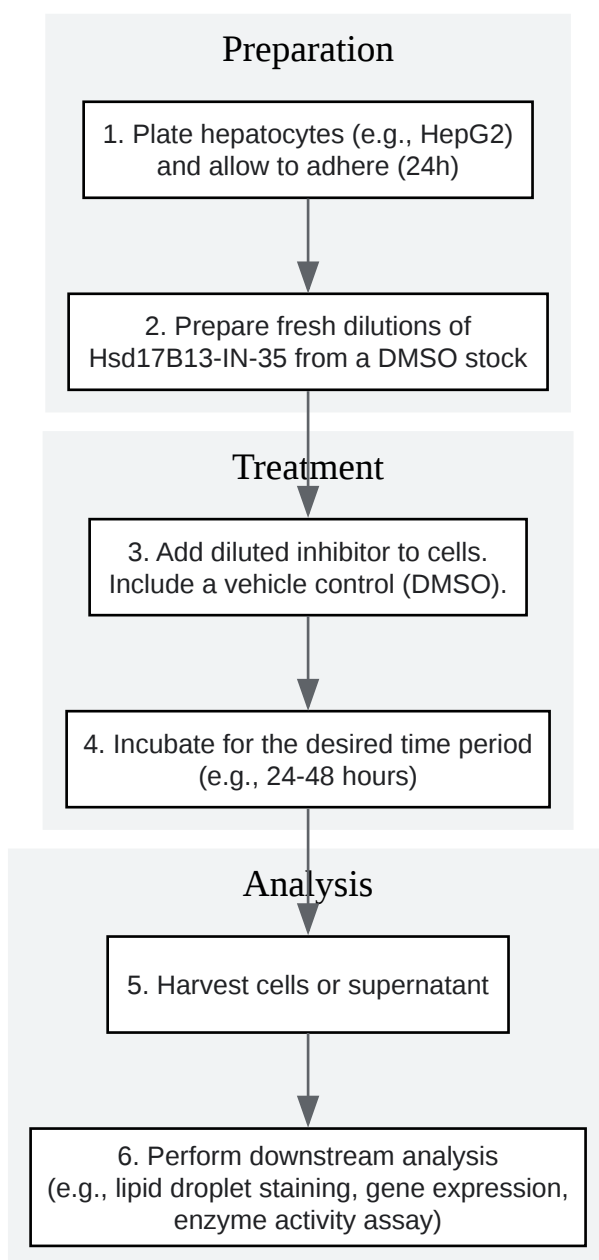 Preparation
1. Plate hepatocytes (e.g., HepG2)
and allow to adhere (24h)
2. Prepare fresh dilutions of
Hsd17B13-IN-35 from a DMSO stock
Treatment
3. Add diluted inhibitor to cells.
Include a vehicle control (DMSO).
4. Incubate for the desired time period
(e.g., 24-48 hours)
Analysis
5. Harvest cells or supernatant
6. Perform downstream analysis
(e.g., lipid droplet staining, gene expression,
enzyme activity assay)